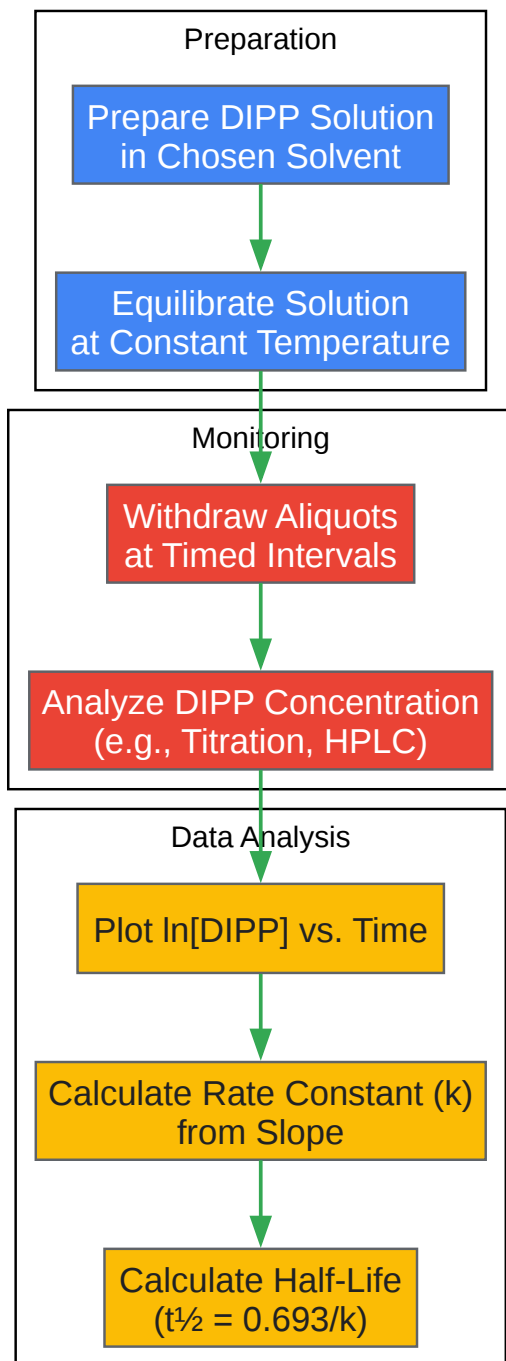 Preparation
Prepare DIPP Solution
in Chosen Solvent
Equilibrate Solution
at Constant Temperature
Monitoring
Withdraw Aliquots
at Timed Intervals
Analyze DIPP Concentration
(e.g., Titration, HPLC)
Data Analysis
Plot ln[DIPP] vs. Time
Calculate Rate Constant (k)
from Slope
Calculate Half-Life
(t½ = 0.693/k)